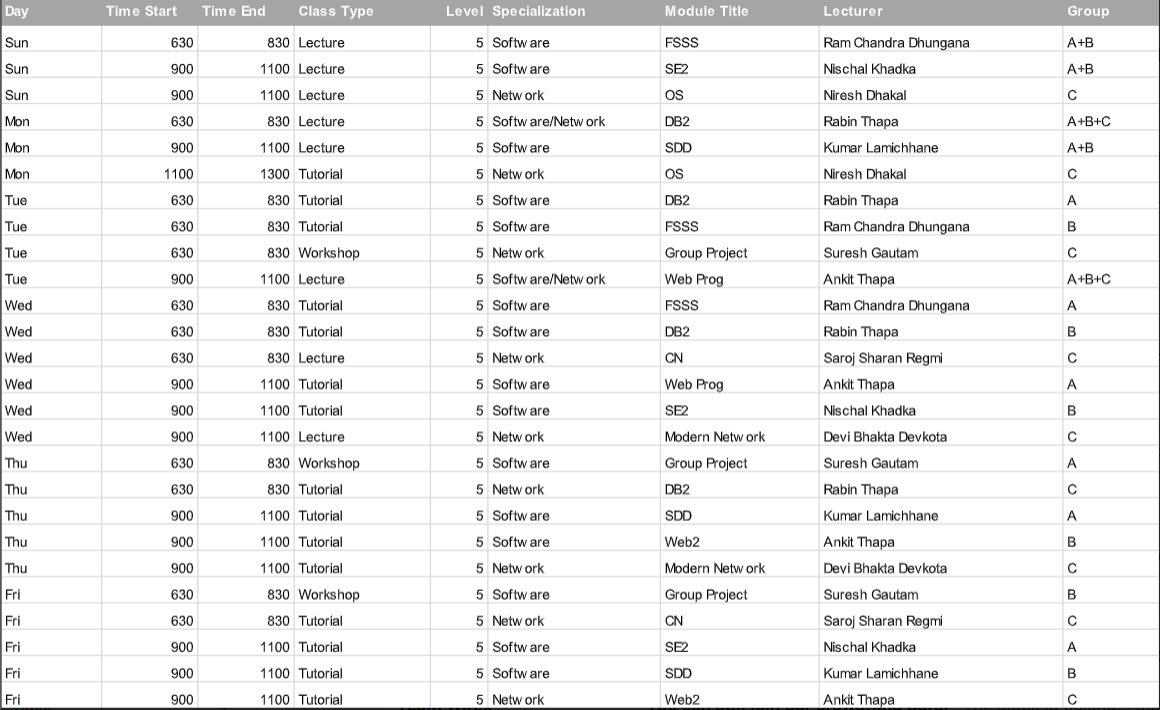 Day Time Start Time End Class Type Level Specialization Module Title Lecturer Group
Sun 630 830 Lecture 5 Software FSSS Ram Chandra Dhungana A+B
Sun 900 1100 Lecture 5 Software SE2 Nischal Khadka A+B
Sun 900 1100 Lecture 5 Network OS Niresh Dhakal C
Mon 630 830 Lecture 5 Software/Network DB2 Rabin Thapa A+B+C
Mon 900 1100 Lecture 5 Software SDD Kumar Lamichhane A+B
Mon 1100 1300 Tutorial 5 Network OS Niresh Dhakal C
Tue 630 830 Tutorial 5 Software DB2 Rabin Thapa A
Tue 630 830 Tutorial 5 Software FSSS Ram Chandra Dhungana B
Tue 630 830 Workshop 5 Network Group Project Suresh Gautam C
Tue 900 1100 Lecture 5 Software/Network Web Prog Ankit Thapa A+B+C
Wed 630 830 Tutorial 5 Software FSSS Ram Chandra Dhungana A
Wed 630 830 Tutorial 5 Software DB2 Rabin Thapa B
Wed 630 830 Lecture 5 Network CN Saroj Sharan Regmi C
Wed 900 1100 Tutorial 5 Software Web Prog Ankit Thapa A
Wed 900 1100 Tutorial 5 Software SE2 Nischal Khadka B
Wed 900 1100 Lecture 5 Network Modern Network Devi Bhakta Devkota C
Thu 630 830 Workshop 5 Software Group Project Suresh Gautam A
Thu 630 830 Tutorial 5 Network DB2 Rabin Thapa C
Thu 900 1100 Tutorial 5 Software SDD Kumar Lamichhane A
Thu 900 1100 Tutorial 5 Software Web2 Ankit Thapa B
Thu 900 1100 Tutorial 5 Network Modern Network Devi Bhakta Devkota C
Fri 630 830 Workshop 5 Software Group Project Suresh Gautam B
Fri 630 830 Tutorial 5 Network CN Saroj Sharan Regmi C
Fri 900 1100 Tutorial 5 Software SE2 Nischal Khadka A
Fri 900 1100 Tutorial 5 Software SDD Kumar Lamichhane B
Fri 900 1100 Tutorial 5 Network Web2 Ankit Thapa C